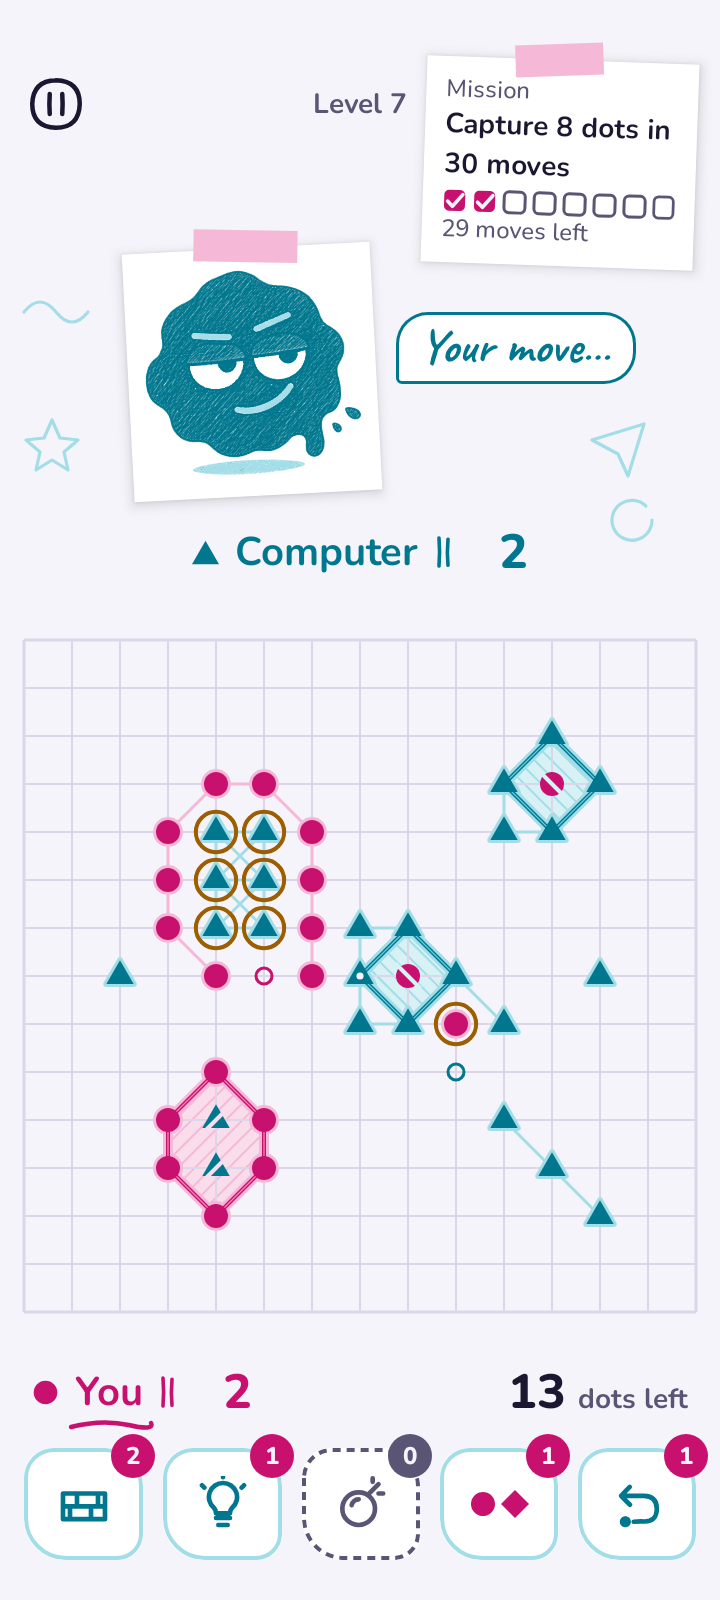 Level 7
Mission
Capture 8 dots in
30 moves
29 moves left
Your move...
Computer 2
You 2
13 dots left
2
1
0
1
1